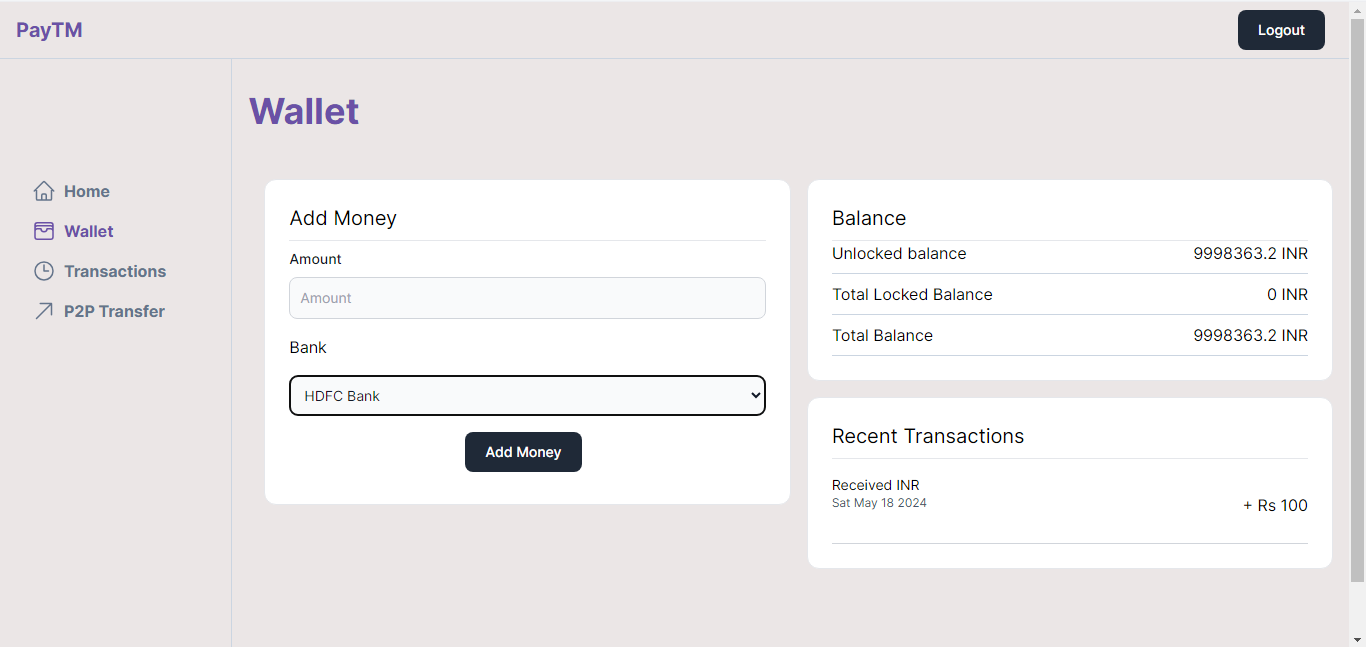 PayTM
Logout
Wallet
Home
Wallet
Transactions
P2P Transfer
Add Money
Amount
Amount
Bank
HDFC Bank
Add Money
Balance
Unlocked balance 9998363.2 INR
Total Locked Balance 0 INR
Total Balance 9998363.2 INR
Recent Transactions
Received INR
Sat May 18 2024
+ Rs 100